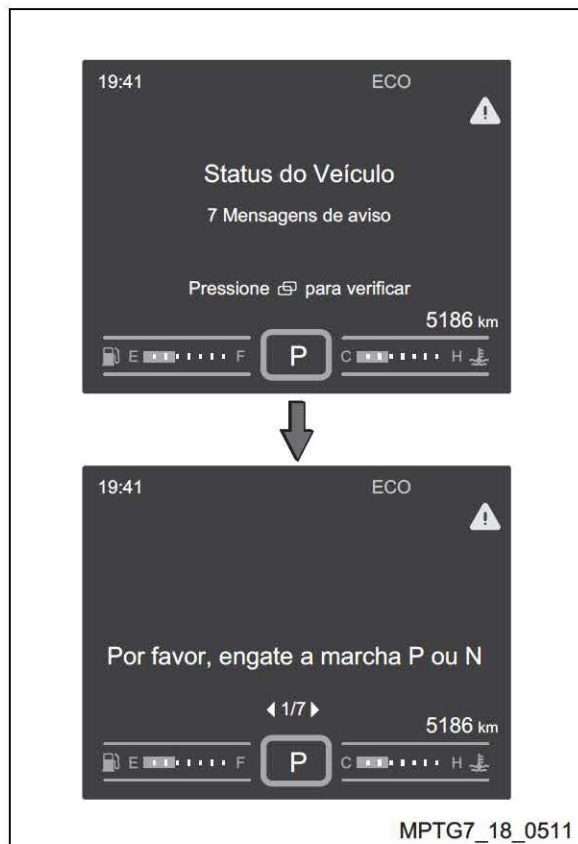 19:41 ECO
Status do Veículo
7 Mensagens de aviso
Pressione para verificar
5186 km
E F P C H
19:41 ECO
Por favor, engate a marcha P ou N
1/7
5186 km
E F P C H
MPTG7_18_0511